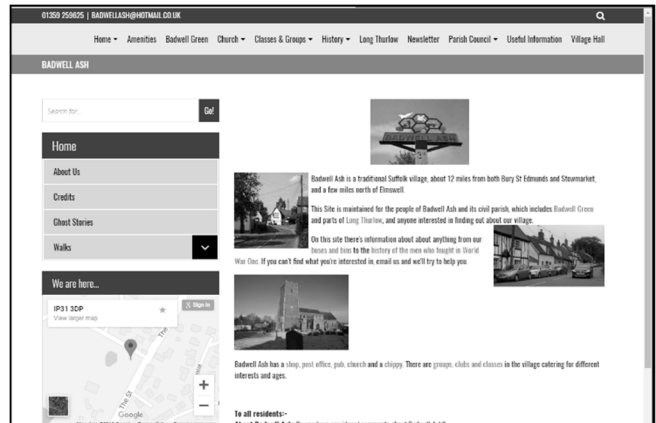 01359 259625 | BADWELLASH@HOTMAIL.CO.UK
Home Amenities Badwell Green Church Classes & Groups History Long Thurlow Newsletter Parish Council Useful Information Village Hall
BADWELL ASH
Search for...
Go!
Home
About Us
Credits
Ghost Stories
Walks
We are here...
IP31 3DP
View larger map
Sign in
The St
The
Google
BADWELL ASH
Badwell Ash is a traditional Suffolk village, about 12 miles from both Bury St Edmunds and Stowmarket,
and a few miles north of Elmswell.
This Site is maintained for the people of Badwell Ash and its civil parish, which includes Badwell Green
and parts of Long Thurlow, and anyone interested in finding out about our village.
On this site there's information about about anything from our
buses and bins to the history of the men who fought in World
War One. If you can't find what you're interested in, email us and we'll try to help you.
Badwell Ash has a shop, post office, pub, church and a chippy. There are groups, clubs and classes in the village catering for different
interests and ages.
To all residents:-